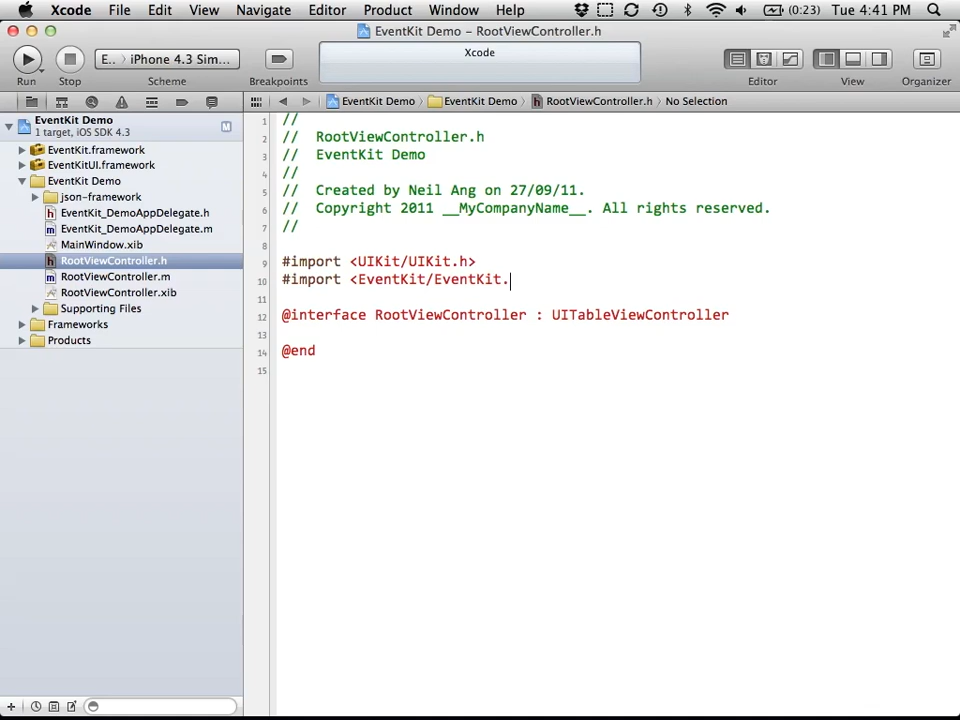 Xcode File Edit View Navigate Editor Product Window Help (0:23) Tue 4:41 PM
EventKit Demo – RootViewController.h
E.. iPhone 4.3 Sim... Xcode
Run Stop Scheme Breakpoints Editor View Organizer
EventKit Demo EventKit Demo RootViewController.h No Selection
EventKit Demo
1 target, iOS SDK 4.3
M
EventKit.framework
EventKitUI.framework
EventKit Demo
json-framework
EventKit_DemoAppDelegate.h
EventKit_DemoAppDelegate.m
MainWindow.xib
RootViewController.h
RootViewController.m
RootViewController.xib
Supporting Files
Frameworks
Products
1 //
2 // RootViewController.h
3 // EventKit Demo
4 //
5 // Created by Neil Ang on 27/09/11.
6 // Copyright 2011 __MyCompanyName__. All rights reserved.
7 //
8
9 #import <UIKit/UIKit.h>
10 #import <EventKit/EventKit.
11
12 @interface RootViewController : UITableViewController
13
14 @end
15